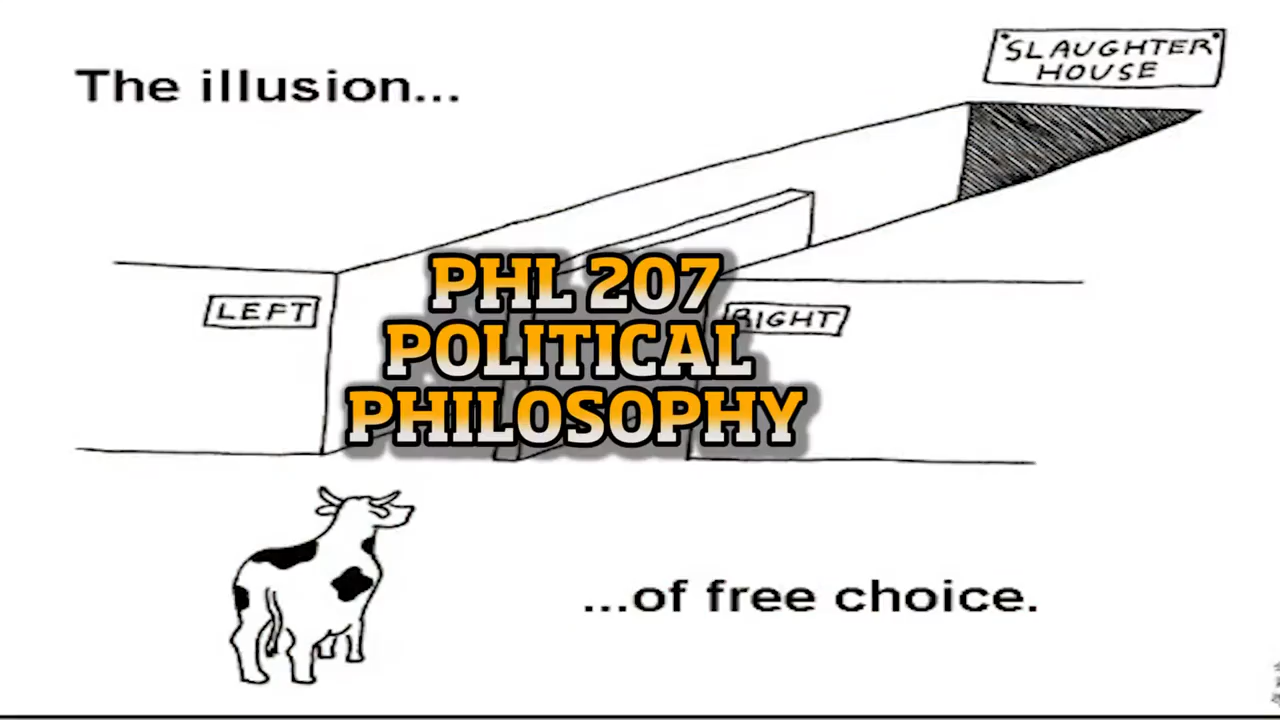 The illusion...
SLAUGHTER
HOUSE
LEFT
RIGHT
PHL 207
POLITICAL
PHILOSOPHY
...of free choice.